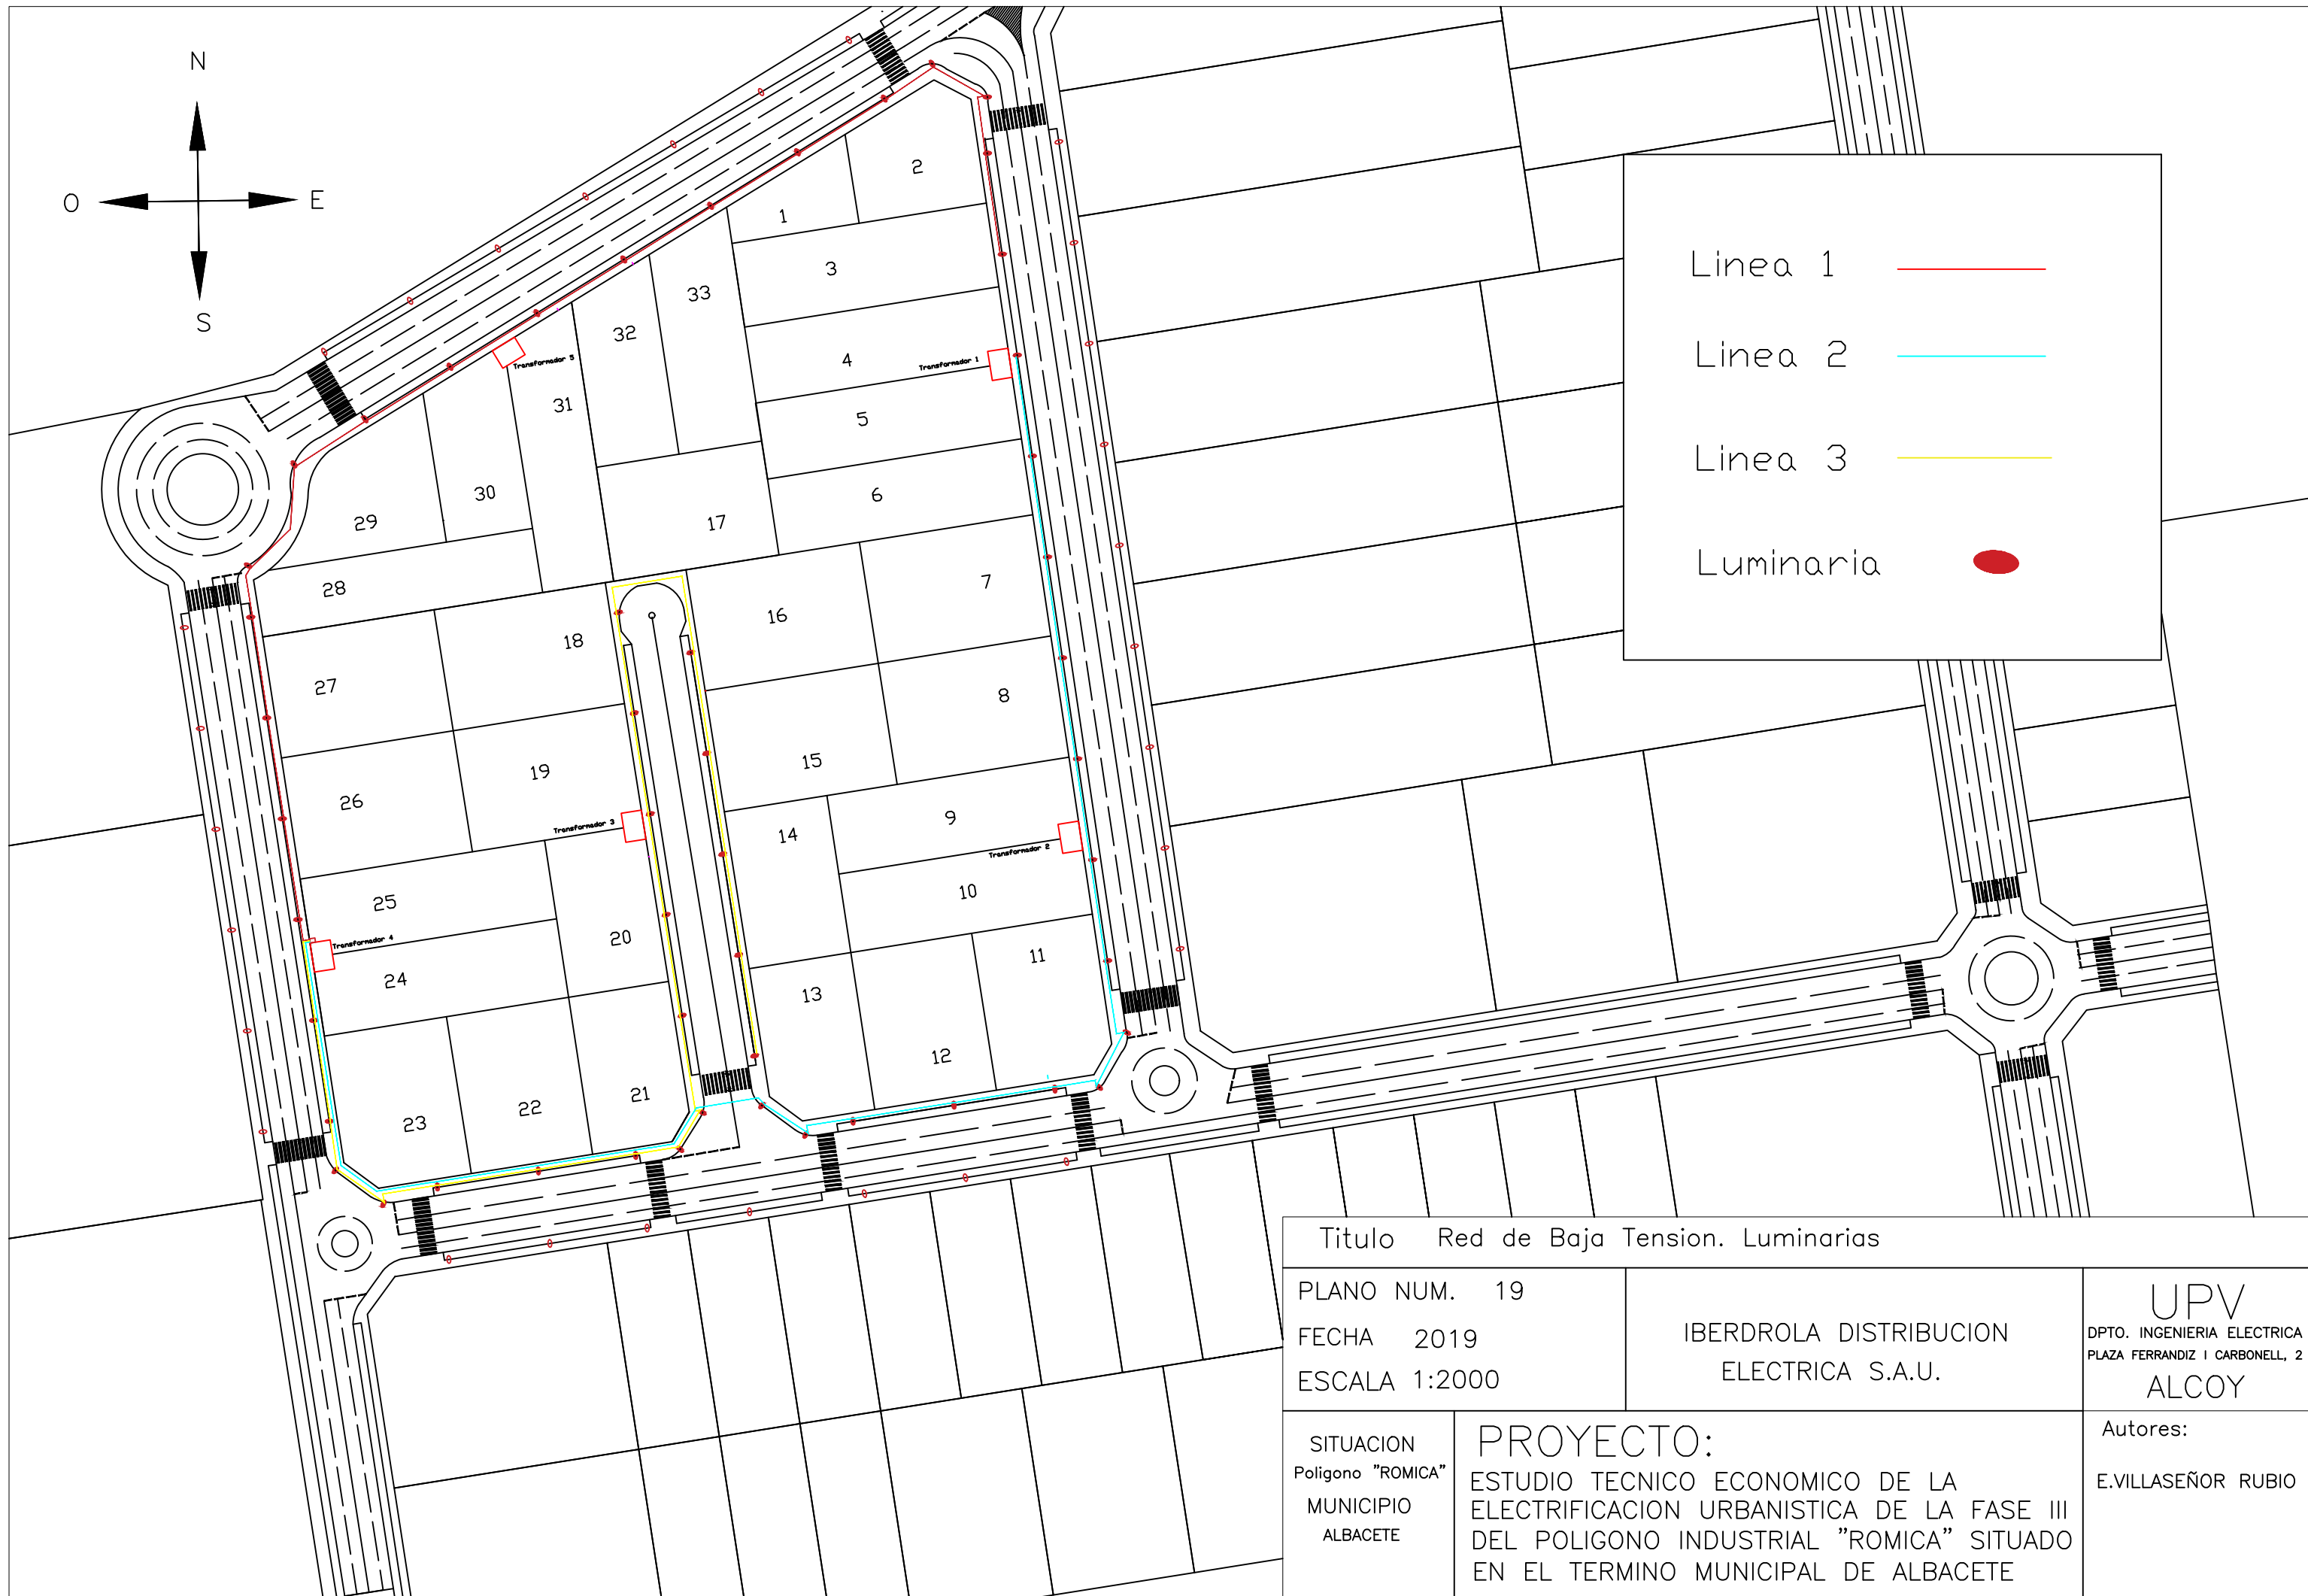 N
O
E
S
2
1
3
33
32
4
Transformador 1
Transformador 5
31
5
30
6
29
17
28
7
16
18
27
8
15
19
26
9
14
Transformador 3
Transformador 2
10
25
20
Transformador 4
11
24
13
12
21
22
23
Linea 1
Linea 2
Linea 3
Luminaria
Titulo Red de Baja Tension. Luminarias
PLANO NUM. 19
FECHA 2019
ESCALA 1:2000
IBERDROLA DISTRIBUCION
ELECTRICA S.A.U.
UPV
DPTO. INGENIERIA ELECTRICA
PLAZA FERRANDIZ I CARBONELL, 2
ALCOY
SITUACION
Poligono "ROMICA"
MUNICIPIO
ALBACETE
PROYECTO:
ESTUDIO TECNICO ECONOMICO DE LA
ELECTRIFICACION URBANISTICA DE LA FASE III
DEL POLIGONO INDUSTRIAL "ROMICA" SITUADO
EN EL TERMINO MUNICIPAL DE ALBACETE
Autores:
E.VILLASEÑOR RUBIO